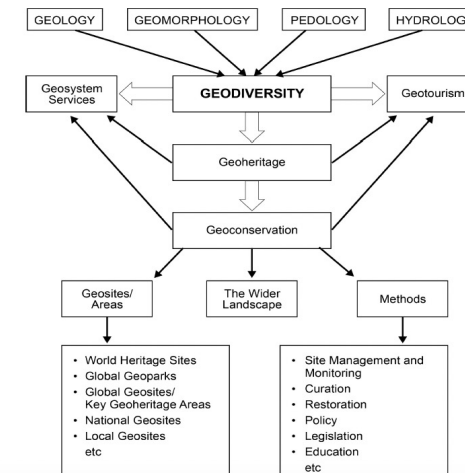 GEOLOGY
GEOMORPHOLOGY
PEDOLOGY
HYDROLOG
Geosystem
Services
GEODIVERSITY
Geotourism
Geoheritage
Geoconservation
Geosites/
Areas
The Wider
Landscape
Methods
• World Heritage Sites
• Global Geoparks
• Global Geosites/
Key Geoheritage Areas
• National Geosites
• Local Geosites
etc
• Site Management and
Monitoring
• Curation
• Restoration
• Policy
• Legislation
• Education
etc